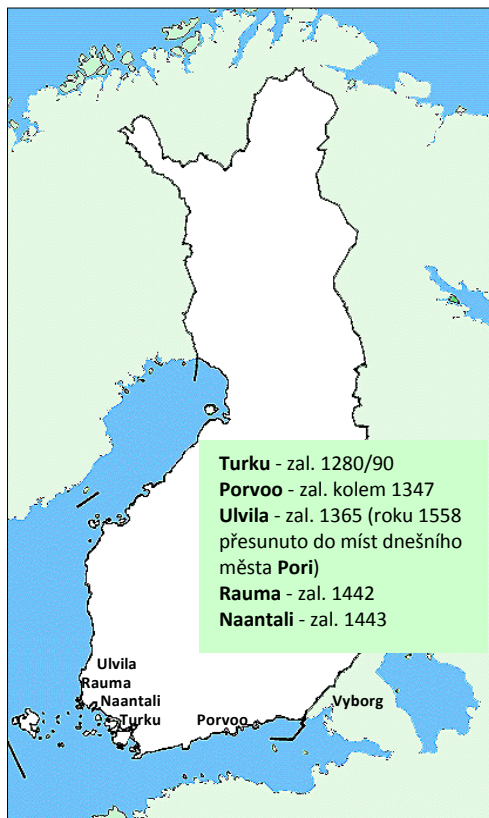 Turku - zal. 1280/90
Porvoo - zal. kolem 1347
Ulvila - zal. 1365 (roku 1558
přesunuto do míst dnešního
města Pori)
Rauma - zal. 1442
Naantali - zal. 1443
Ulvila
Rauma
Naantali
Turku
Porvoo
Vyborg